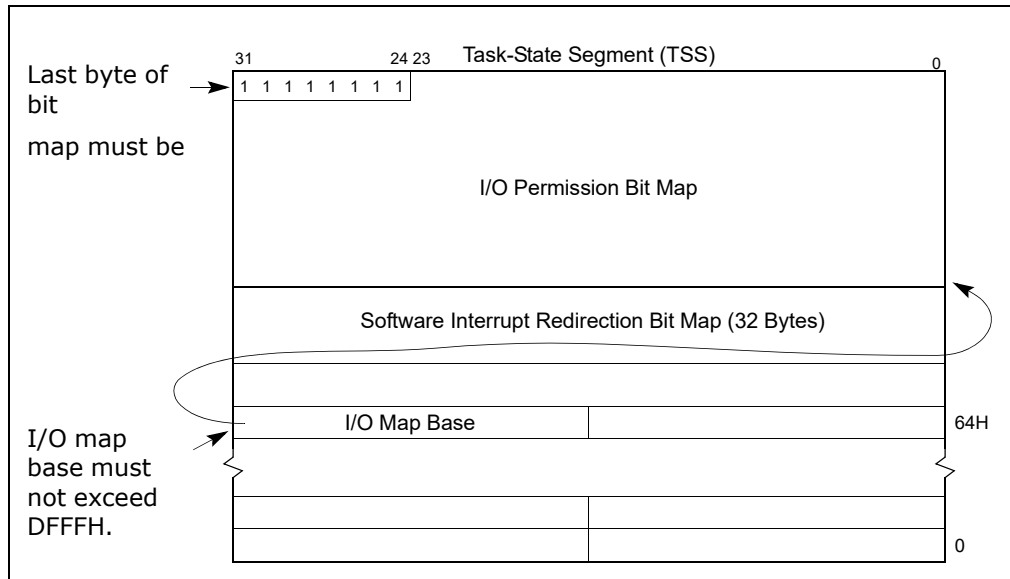 31 24 23 Task-State Segment (TSS) 0
Last byte of
bit
map must be
1 1 1 1 1 1 1 1
I/O Permission Bit Map
Software Interrupt Redirection Bit Map (32 Bytes)
I/O Map Base
64H
I/O map
base must
not exceed
DFFFH.
0